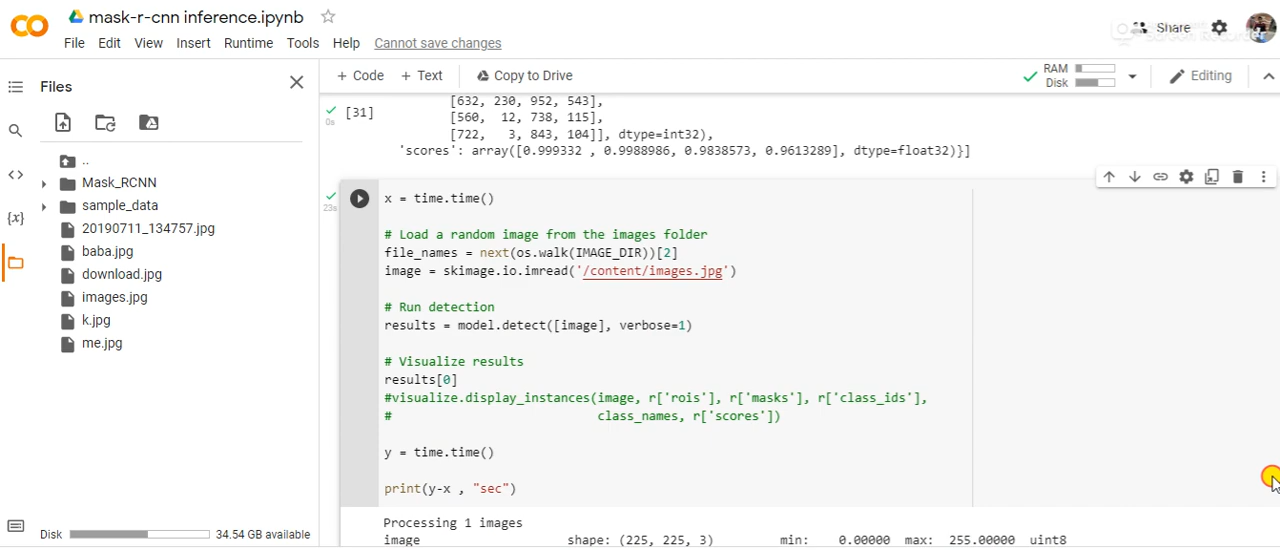 mask-r-cnn inference.ipynb
Share
File Edit View Insert Runtime Tools Help Cannot save changes
Files
+ Code + Text Copy to Drive
RAM
Disk
Editing
[31]
0s
[632, 230, 952, 543],
[560, 12, 738, 115],
[722, 3, 843, 104]], dtype=int32),
'scores': array([0.999332 , 0.9988986, 0.9838573, 0.9613289], dtype=float32)}]
..
Mask_RCNN
sample_data
20190711_134757.jpg
baba.jpg
download.jpg
images.jpg
k.jpg
me.jpg
{x}
Disk 34.54 GB available
23s
x = time.time()
# Load a random image from the images folder
file_names = next(os.walk(IMAGE_DIR))[2]
image = skimage.io.imread('/content/images.jpg')
# Run detection
results = model.detect([image], verbose=1)
# Visualize results
results[0]
#visualize.display_instances(image, r['rois'], r['masks'], r['class_ids'],
# class_names, r['scores'])
y = time.time()
print(y-x , "sec")
Processing 1 images
image shape: (225, 225, 3) min: 0.00000 max: 255.00000 uint8